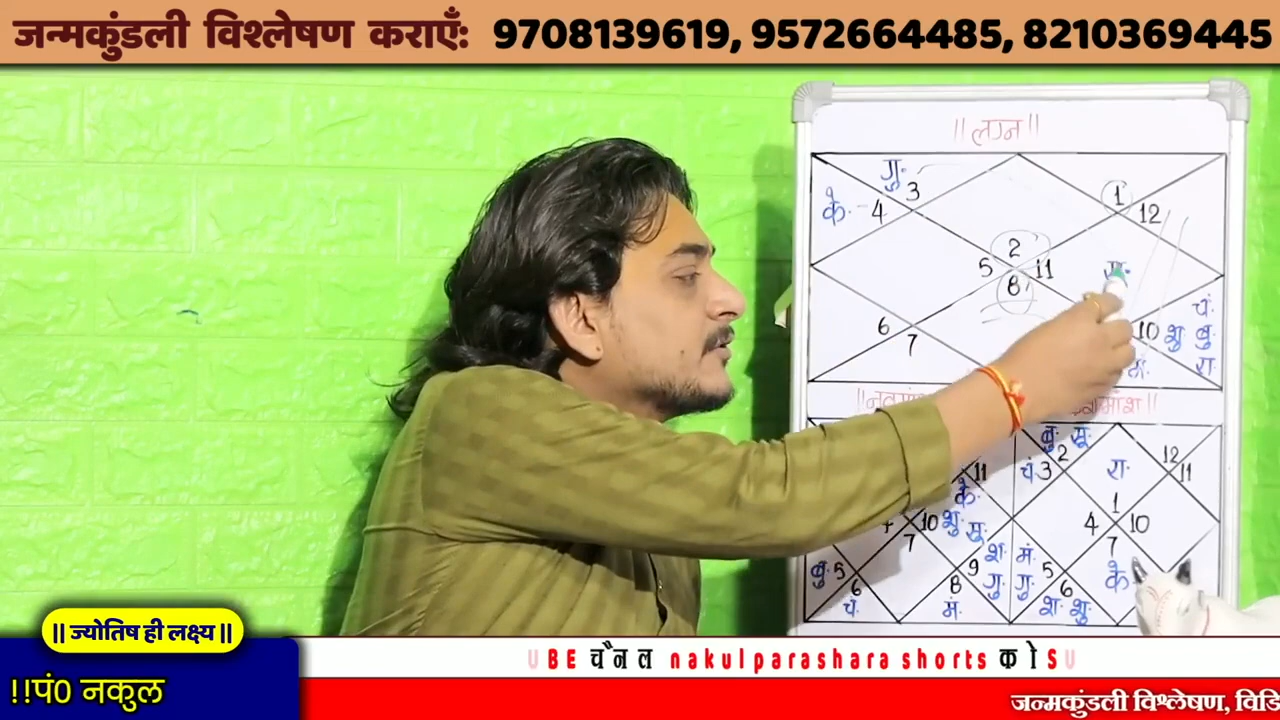 जन्मकुंडली विश्लेषण कराएँ: 9708139619, 9572664485, 8210369445
||लग्न||
गु. 3
के. 4
1
12
2
5 11
8
6
7
10 शु. बु.
चं.
मं. रा.
बु. सू.
2
चं. 3
रा.
12
11
11
के.
1
10 शु. सू.
4 10
7
7
श. मं.
के.
बु. 5
6
चं.
9
8
गु. गु.
मं.
5
6
श. शु.
|| ज्योतिष ही लक्ष्य ||
!!पं0 नकुल
UBE चैनल nakulparashara shorts को SU
जन्मकुंडली विश्लेषण,